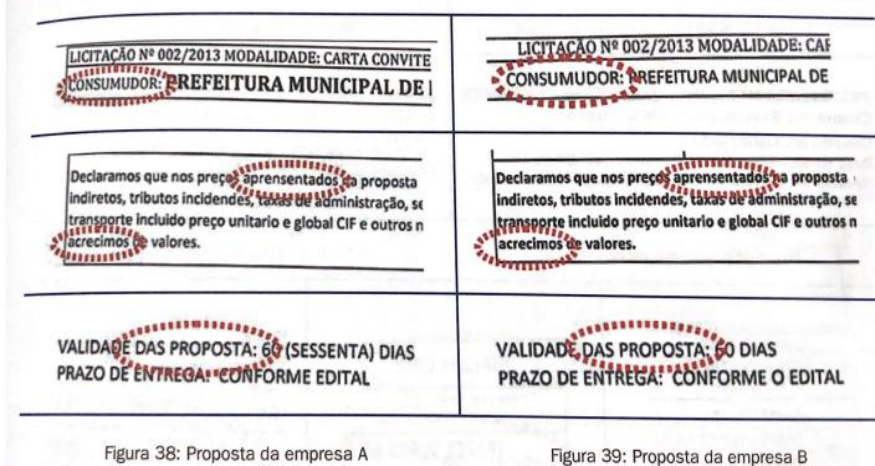 LICITAÇÃO Nº 002/2013 MODALIDADE: CARTA CONVITE
CONSUMUDOR: PREFEITURA MUNICIPAL DE
LICITAÇÃO Nº 002/2013 MODALIDADE:
CONSUMUDOR: PREFEITURA MUNICIPAL DE
Declaramos que nos preços aprensentados na proposta
indiretos, tributos incidendes, taxas de administração, se
transporte incluido preço unitario e global CIF e outros n
acrecimos de valores.
Declaramos que nos preços aprensentados na proposta
indiretos, tributos incidendes, taxas de administração, se
transporte incluido preço unitario e global CIF e outros n
acrecimos de valores.
VALIDADE DAS PROPOSTA: 60 (SESSENTA) DIAS
PRAZO DE ENTREGA: CONFORME EDITAL
VALIDADE DAS PROPOSTA: 60 DIAS
PRAZO DE ENTREGA: CONFORME O EDITAL
Figura 38: Proposta da empresa A
Figura 39: Proposta da empresa B